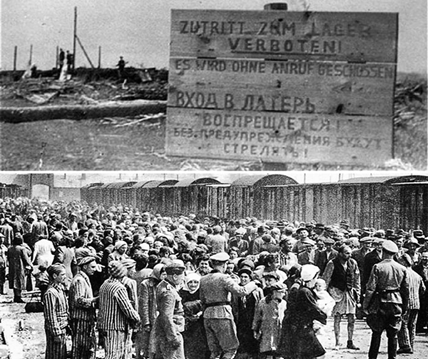 ZUTRITT ZUM LAGER
VERBOTEN!
ES WIRD OHNE ANRUF GESCHOSSEN
ВХОД В ЛАГЕРЬ
ВОСПРЕЩАЕТСЯ!
БЕЗ ПРЕДУПРЕЖДЕНИЯ БУДУТ
СТРЕЛЯТЬ!